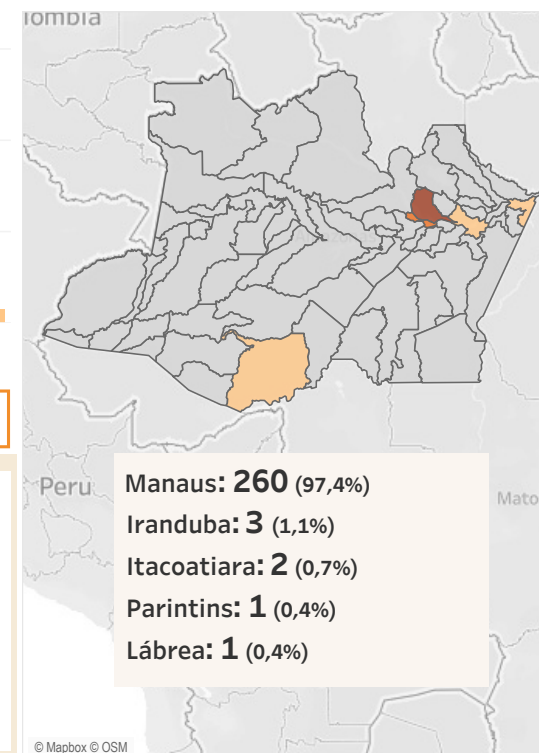 lombia
Peru
Mato
Manaus: 260 (97,4%)
Iranduba: 3 (1,1%)
Itacoatiara: 2 (0,7%)
Parintins: 1 (0,4%)
Lábrea: 1 (0,4%)
© Mapbox © OSM